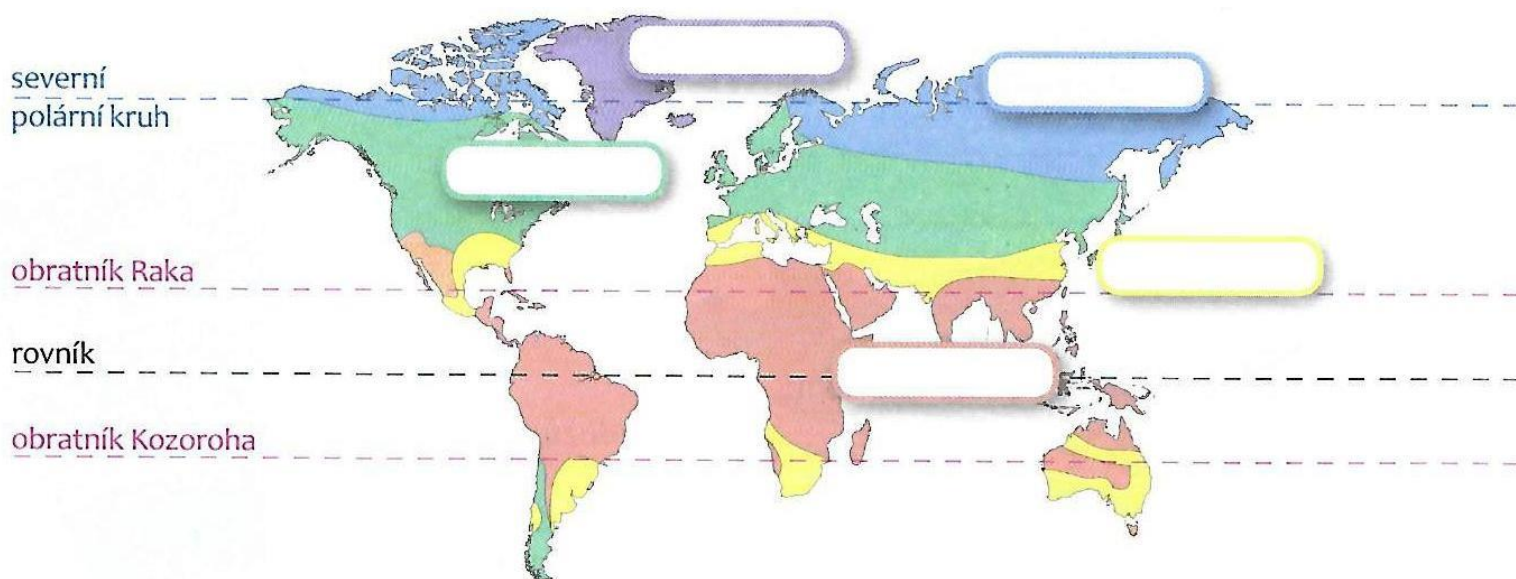 severní
polární kruh
obratník Raka
rovník
obratník Kozoroha